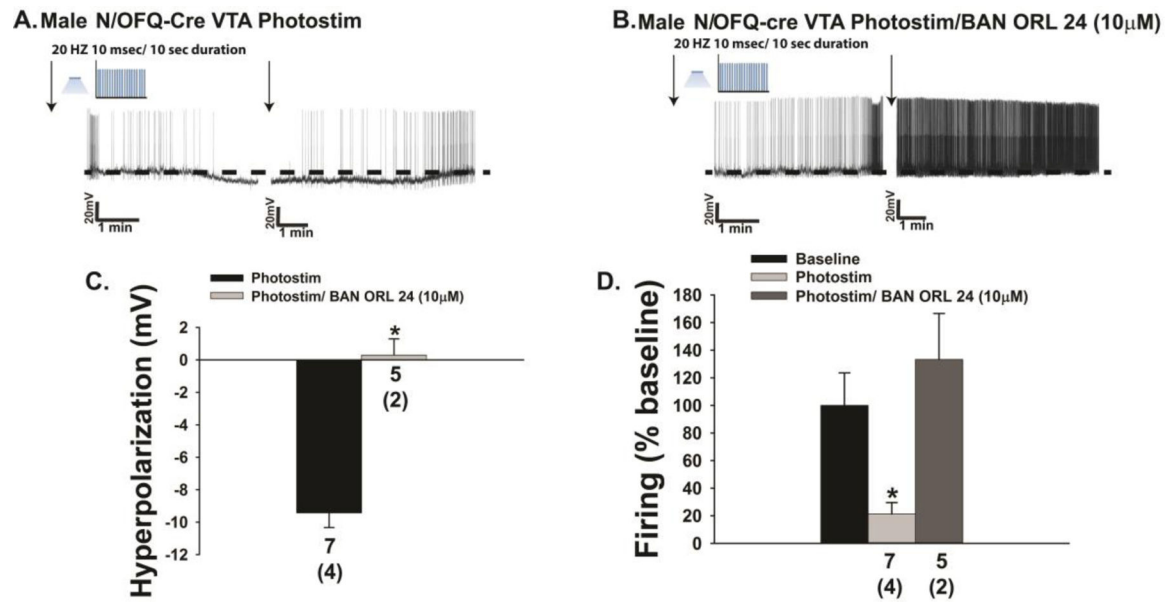 A. Male N/OFQ-Cre VTA Photostim
20 HZ 10 msec/ 10 sec duration
20mV
1 min
20mV
1 min
B. Male N/OFQ-cre VTA Photostim/BAN ORL 24 (10μM)
20 HZ 10 msec/ 10 sec duration
20mV
1 min
20mV
1 min
C.
Photostim
Photostim/ BAN ORL 24 (10μM)
Hyperpolarization (mV)
2
0
-2
-4
-6
-8
-10
-12
*
5
(2)
7
(4)
D.
Baseline
Photostim
Photostim/ BAN ORL 24 (10μM)
Firing (% baseline)
180
160
140
120
100
80
60
40
20
0
*
7
(4)
5
(2)